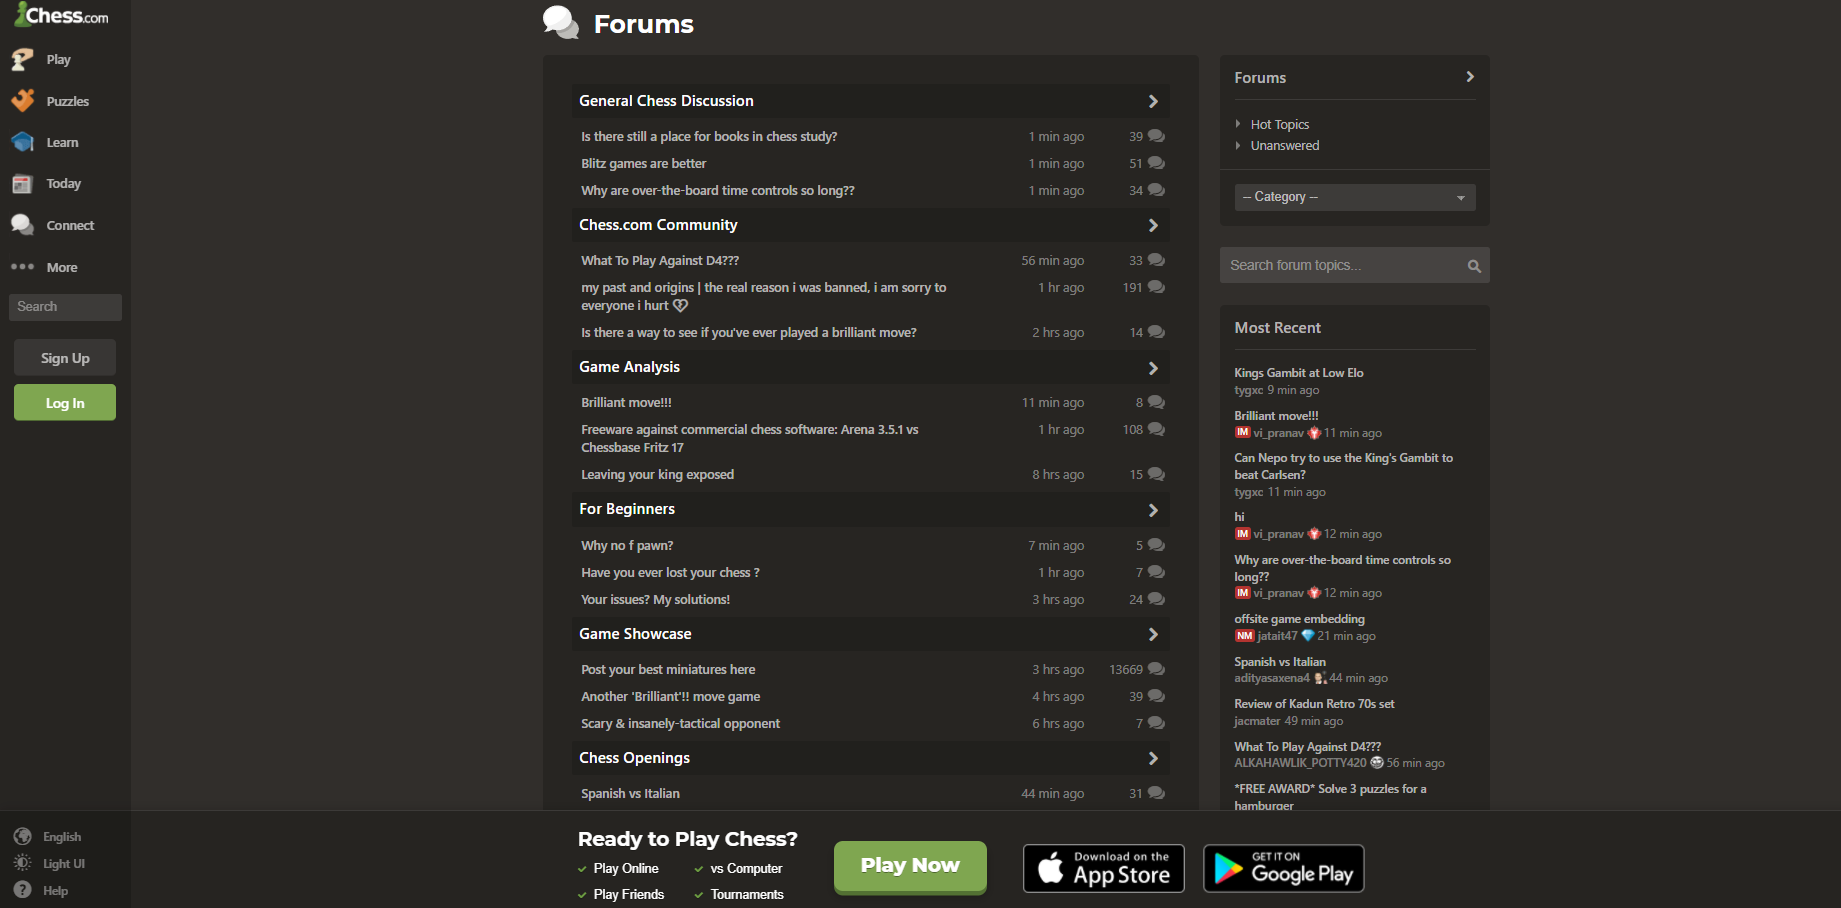 Chess.com
Play
Puzzles
Learn
Today
Connect
More
Search
Sign Up
Log In
English
Light UI
Help
Forums
General Chess Discussion
Is there still a place for books in chess study? 1 min ago 39
Blitz games are better 1 min ago 51
Why are over-the-board time controls so long?? 1 min ago 34
Chess.com Community
What To Play Against D4??? 56 min ago 33
my past and origins | the real reason i was banned, i am sorry to 1 hr ago 191
everyone i hurt 💔
Is there a way to see if you've ever played a brilliant move? 2 hrs ago 14
Game Analysis
Brilliant move!!! 11 min ago 8
Freeware against commercial chess software: Arena 3.5.1 vs 1 hr ago 108
Chessbase Fritz 17
Leaving your king exposed 8 hrs ago 15
For Beginners
Why no f pawn? 7 min ago 5
Have you ever lost your chess ? 1 hr ago 7
Your issues? My solutions! 3 hrs ago 24
Game Showcase
Post your best miniatures here 3 hrs ago 13669
Another 'Brilliant'!! move game 4 hrs ago 39
Scary & insanely-tactical opponent 6 hrs ago 7
Chess Openings
Spanish vs Italian 44 min ago 31
Forums
Hot Topics
Unanswered
-- Category --
Search forum topics...
Most Recent
Kings Gambit at Low Elo
tygxc 9 min ago
Brilliant move!!!
IM vi_pranav 11 min ago
Can Nepo try to use the King's Gambit to
beat Carlsen?
tygxc 11 min ago
hi
IM vi_pranav 12 min ago
Why are over-the-board time controls so
long??
IM vi_pranav 12 min ago
offsite game embedding
NM jatait47 21 min ago
Spanish vs Italian
adityasaxena4 44 min ago
Review of Kadun Retro 70s set
jacmater 49 min ago
What To Play Against D4???
ALKAHAWLIK_POTTY420 56 min ago
*FREE AWARD* Solve 3 puzzles for a
hamburger
Ready to Play Chess?
Play Online vs Computer
Play Friends Tournaments
Play Now
Download on the
App Store
GET IT ON
Google Play